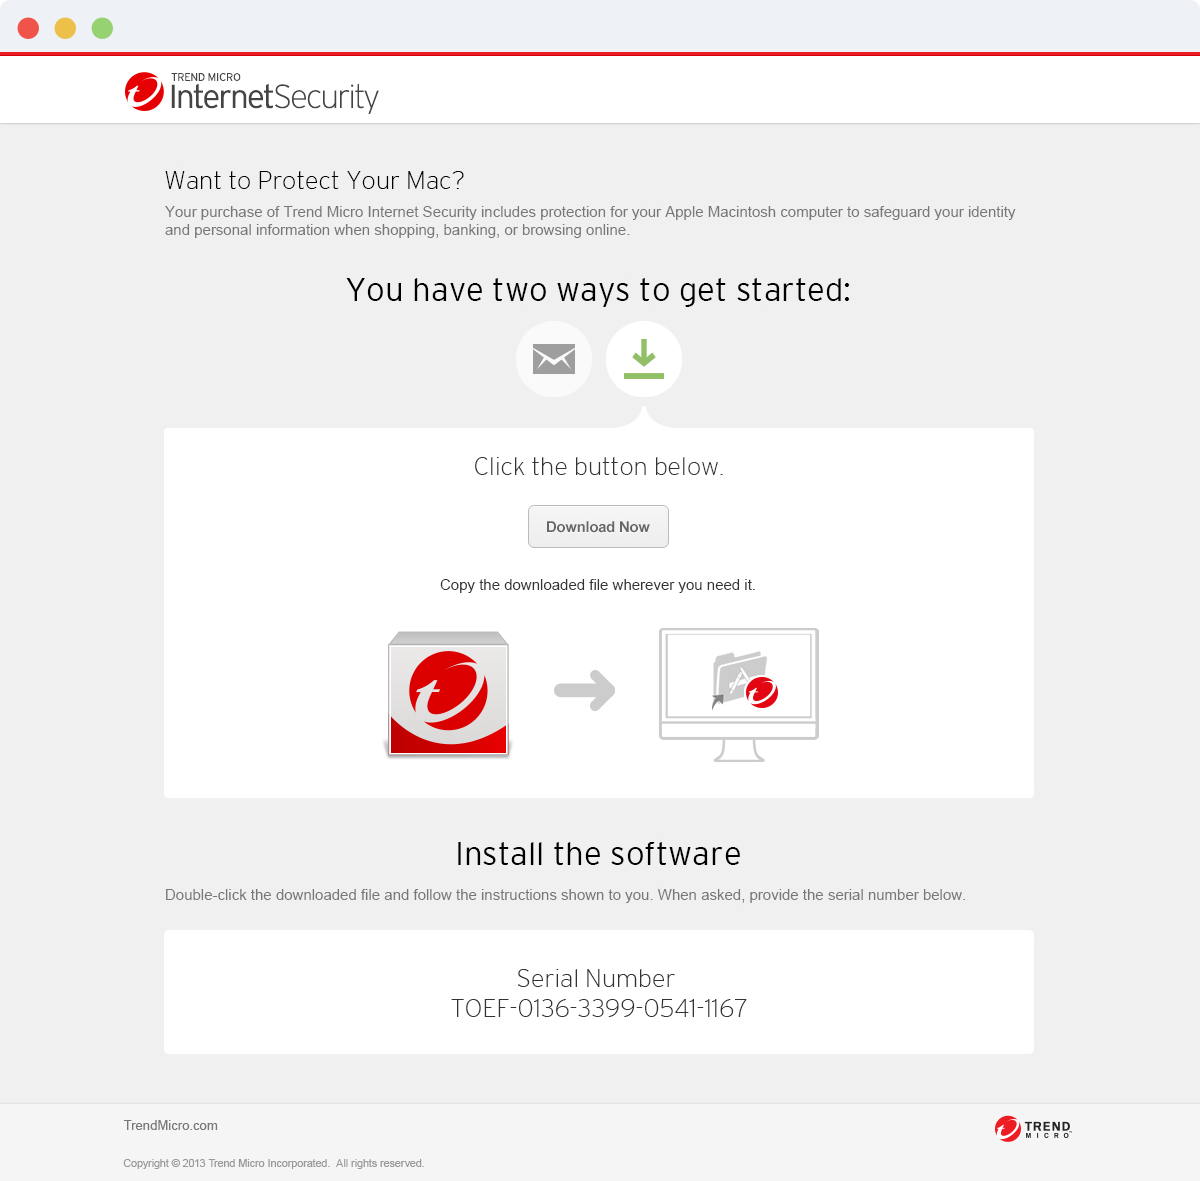 TREND MICRO
InternetSecurity
Want to Protect Your Mac?
Your purchase of Trend Micro Internet Security includes protection for your Apple Macintosh computer to safeguard your identity
and personal information when shopping, banking, or browsing online.
You have two ways to get started:
Click the button below.
Download Now
Copy the downloaded file wherever you need it.
Install the software
Double-click the downloaded file and follow the instructions shown to you. When asked, provide the serial number below.
Serial Number
TOEF-0136-3399-0541-1167
TrendMicro.com
TREND
MICRO™
Copyright © 2013 Trend Micro Incorporated. All rights reserved.